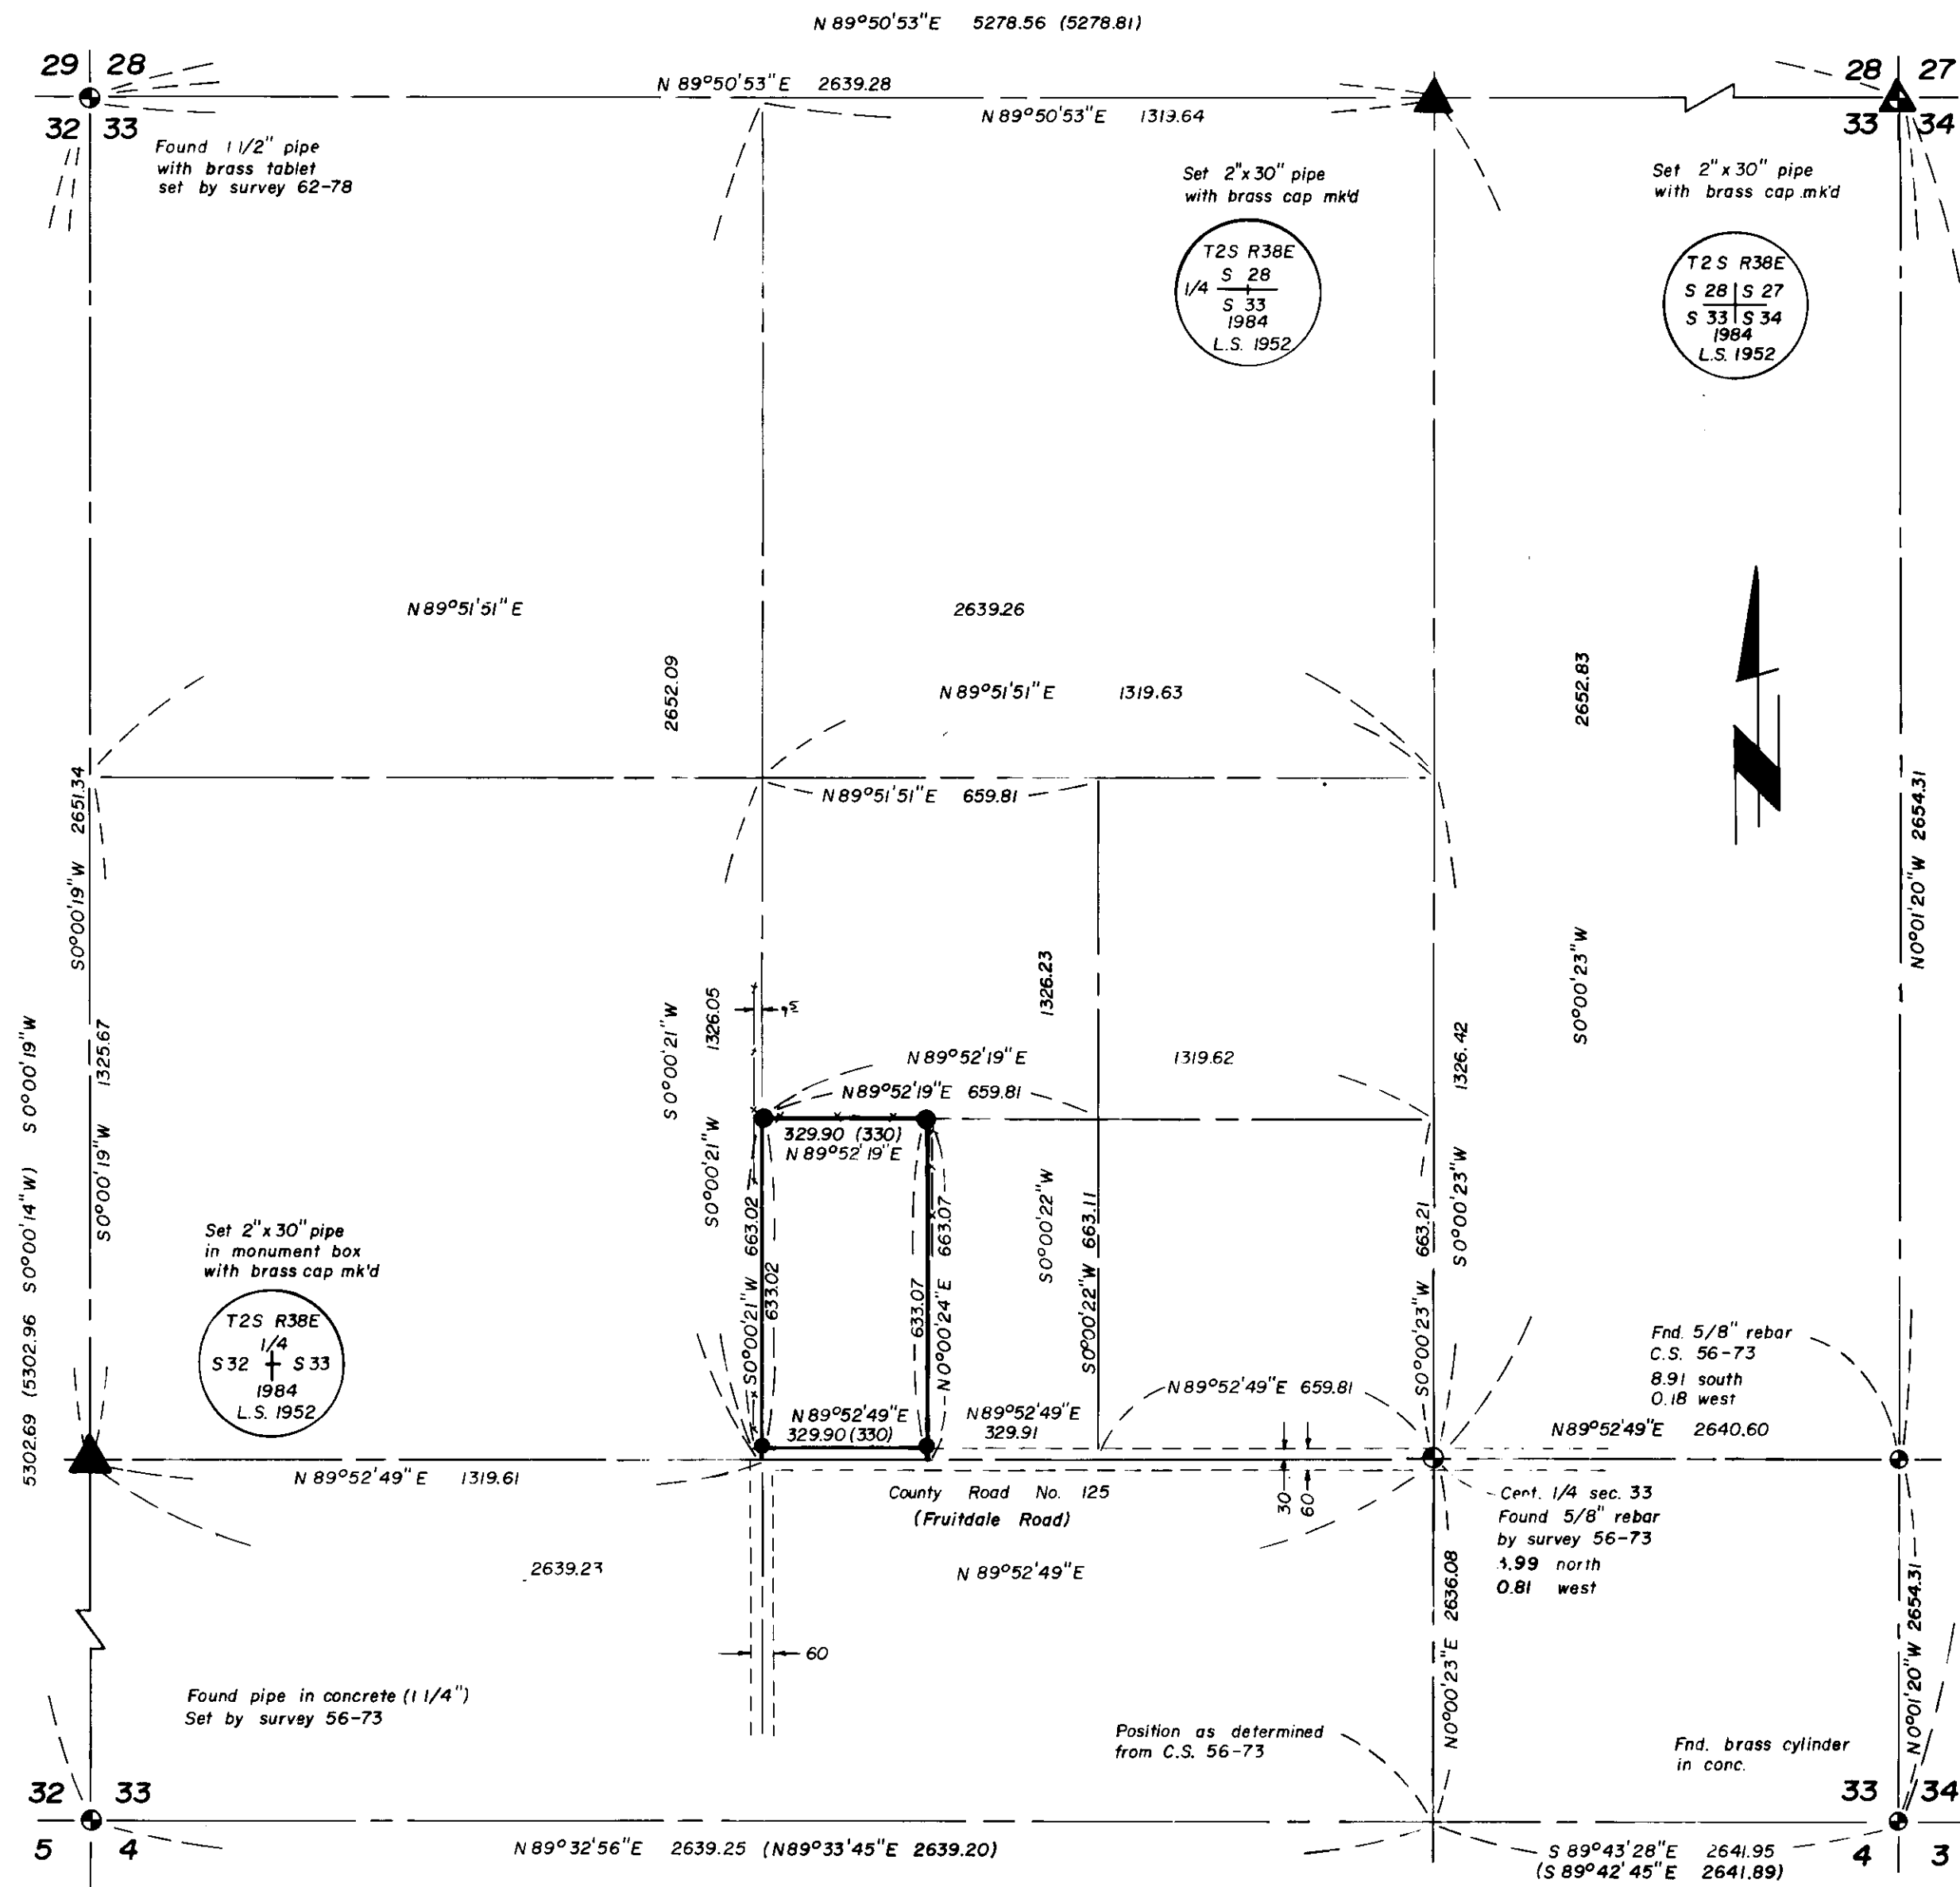 N 89°50'53"E 5278.56 (5278.81)
29 28
28 27
N 89°50'53"E 2639.28
N 89°50'53"E 1319.64
32 33
33 34
Found 1 1/2" pipe
with brass tablet
set by survey 62-78
Set 2"x 30" pipe
with brass cap mk'd
T2S R38E
S 28
1/4
S 33
1984
L.S. 1952
Set 2"x 30" pipe
with brass cap mk'd
T2S R38E
S 28 S 27
S 33 S 34
1984
L.S. 1952
N 89°51'51"E 2639.26
2652.09
2652.83
N 89°51'51"E 1319.63
N 89°51'51"E 659.81
S0°00'19"W 2651.34
N0°01'20"W 2654.31
S0°00'23"W
1326.23
S0°00'21"W
1326.05
N 89°52'19"E 1319.62
N 89°52'19"E 659.81
1326.42
5302.69 (5302.96 S0°00'14"W) S0°00'19"W
S0°00'19"W 1325.67
329.90 (330)
N 89°52'19"E
S0°00'21"W
S0°00'21"W 663.02
633.02
633.07
N0°00'24"E 663.07
S0°00'22"W
S0°00'22"W 663.11
S0°00'23"W 663.21
S0°00'23"W
Set 2"x 30" pipe
in monument box
with brass cap mk'd
T2S R38E
1/4
S 32 S 33
1984
L.S. 1952
Fnd. 5/8" rebar
C.S. 56-73
8.91 south
0.18 west
N 89°52'49"E 659.81
N 89°52'49"E
329.90 (330)
N 89°52'49"E
329.91
N89°52'49"E 2640.60
N 89°52'49"E 1319.61
County Road No. 125
(Fruitdale Road)
30
60
Cent. 1/4 sec. 33
Found 5/8" rebar
by survey 56-73
north
0.81 west
2639.23
N 89°52'49"E
N0°00'23"E 2636.08
N0°01'20"W 2654.31
60
Found pipe in concrete (1 1/4")
Set by survey 56-73
Position as determined
from C.S. 56-73
Fnd. brass cylinder
in conc.
32 33
33 34
5 4
4 3
N 89°32'56"E 2639.25 (N89°33'45"E 2639.20)
S 89°43'28"E 2641.95
(S 89°42'45"E 2641.89)